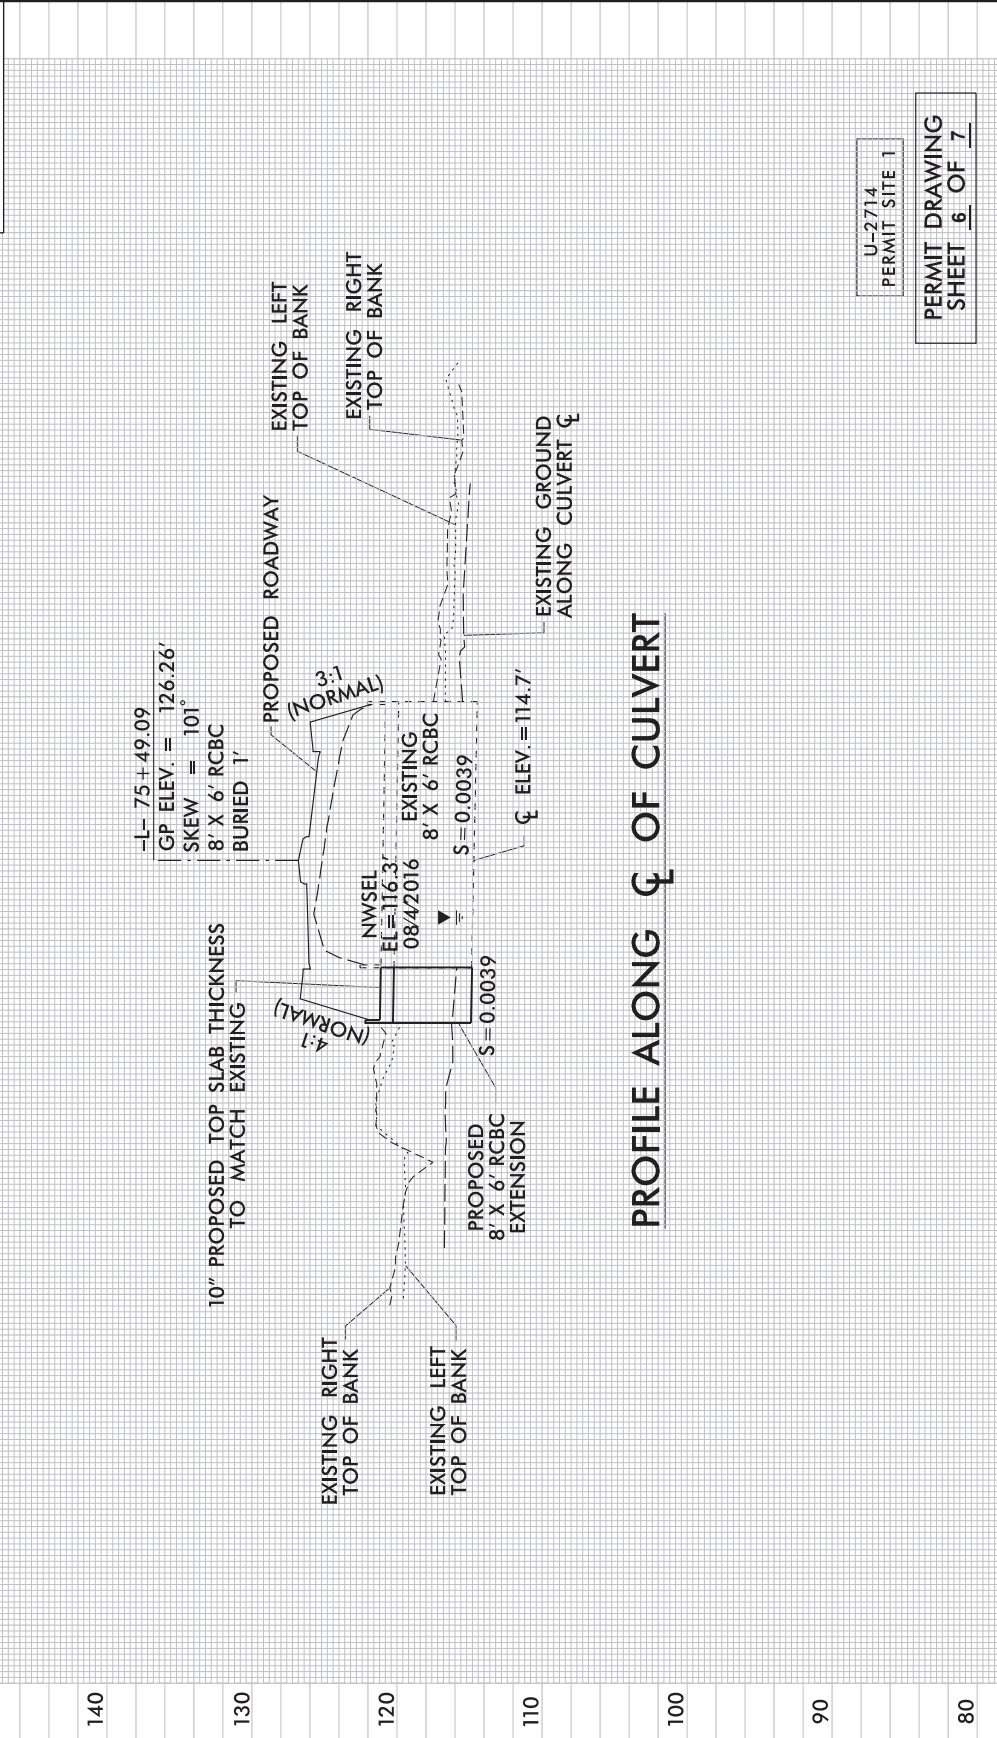 -L- 75+49.09
GP ELEV. = 126.26'
SKEW = 101°
8' X 6' RCBC
BURIED 1'
10" PROPOSED TOP SLAB THICKNESS
TO MATCH EXISTING
PROPOSED ROADWAY
EXISTING LEFT
TOP OF BANK
EXISTING RIGHT
TOP OF BANK
4:1
(NORMAL)
3:1
(NORMAL)
EXISTING RIGHT
TOP OF BANK
EXISTING LEFT
TOP OF BANK
NWSEL
EL=116.3'
08/4/2016
EXISTING
8' X 6' RCBC
S=0.0039
PROPOSED
8' X 6' RCBC
EXTENSION
S=0.0039
℄ ELEV.=114.7'
EXISTING GROUND
ALONG CULVERT ℄
PROFILE ALONG ℄ OF CULVERT
140
130
120
110
100
90
80
U-2714
PERMIT SITE 1
PERMIT DRAWING
SHEET 6 OF 7